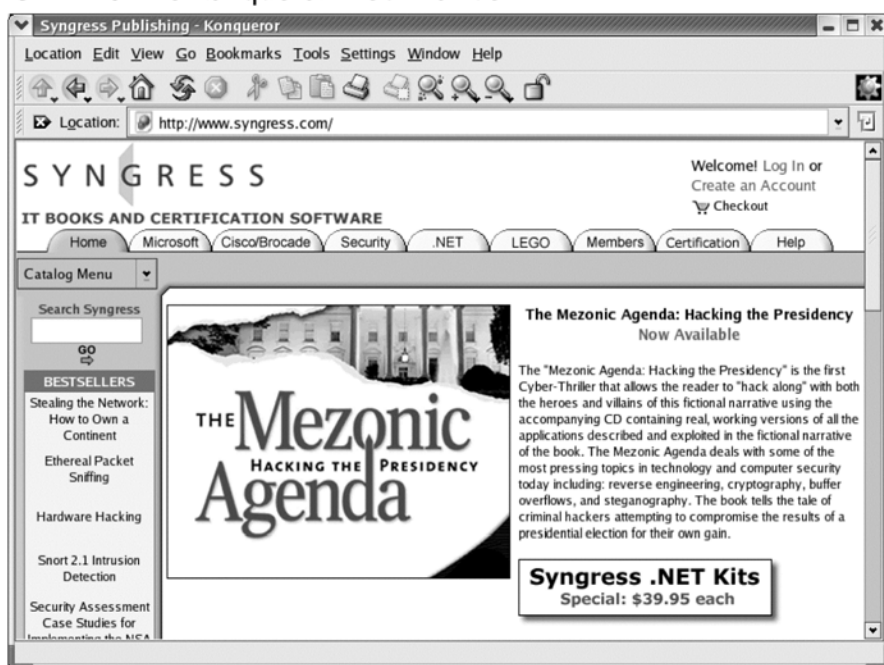 Syngress Publishing - Konqueror
Location Edit View Go Bookmarks Tools Settings Window Help
Location: http://www.syngress.com/
SYNGRESS
IT BOOKS AND CERTIFICATION SOFTWARE
Welcome! Log In or
Create an Account
Checkout
Home Microsoft Cisco/Brocade Security .NET LEGO Members Certification Help
Catalog Menu
Search Syngress
GO
BESTSELLERS
Stealing the Network:
How to Own a
Continent
Ethereal Packet
Sniffing
Hardware Hacking
Snort 2.1 Intrusion
Detection
Security Assessment
Case Studies for
Implementing the NSA
THE Mezonic
HACKING THE PRESIDENCY
Agenda
The Mezonic Agenda: Hacking the Presidency
Now Available
The "Mezonic Agenda: Hacking the Presidency" is the first
Cyber-Thriller that allows the reader to "hack along" with both
the heroes and villains of this fictional narrative using the
accompanying CD containing real, working versions of all the
applications described and exploited in the fictional narrative
of the book. The Mezonic Agenda deals with some of the
most pressing topics in technology and computer security
today including: reverse engineering, cryptography, buffer
overflows, and steganography. The book tells the tale of
criminal hackers attempting to compromise the results of a
presidential election for their own gain.
Syngress .NET Kits
Special: $39.95 each